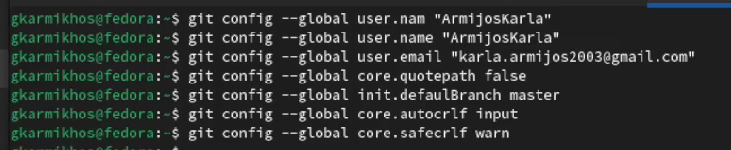 gkarmikhos@fedora:~$ git config --global user.nam "ArmijosKarla"
gkarmikhos@fedora:~$ git config --global user.name "ArmijosKarla"
gkarmikhos@fedora:~$ git config --global user.email "karla.armijos2003@gmail.com"
gkarmikhos@fedora:~$ git config --global core.quotepath false
gkarmikhos@fedora:~$ git config --global init.defaulBranch master
gkarmikhos@fedora:~$ git config --global core.autocrlf input
gkarmikhos@fedora:~$ git config --global core.safecrlf warn